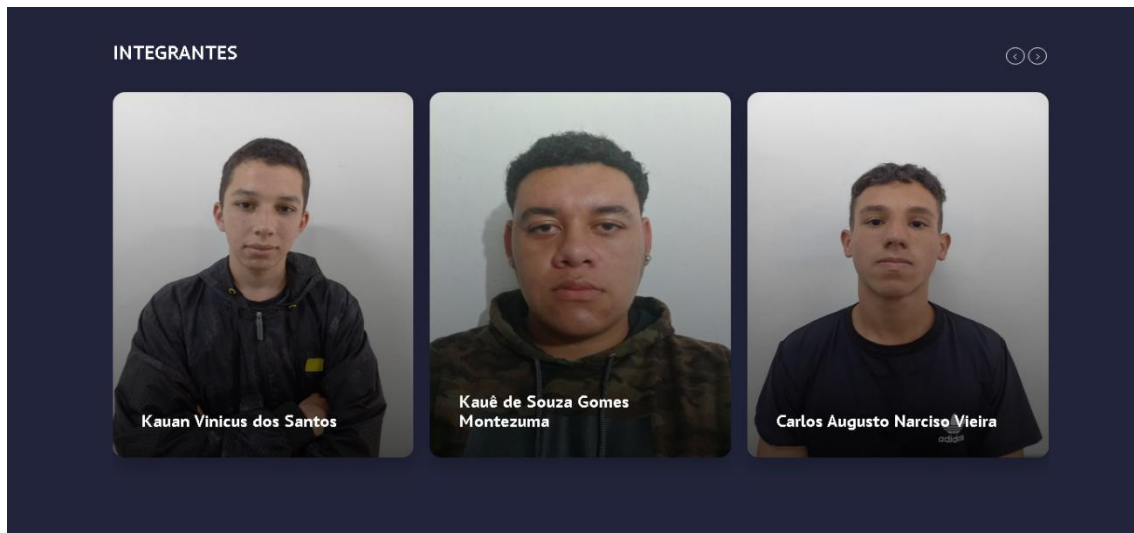 INTEGRANTES
Kauan Vinicus dos Santos
Kauê de Souza Gomes
Montezuma
Carlos Augusto Narciso Vieira
adidas